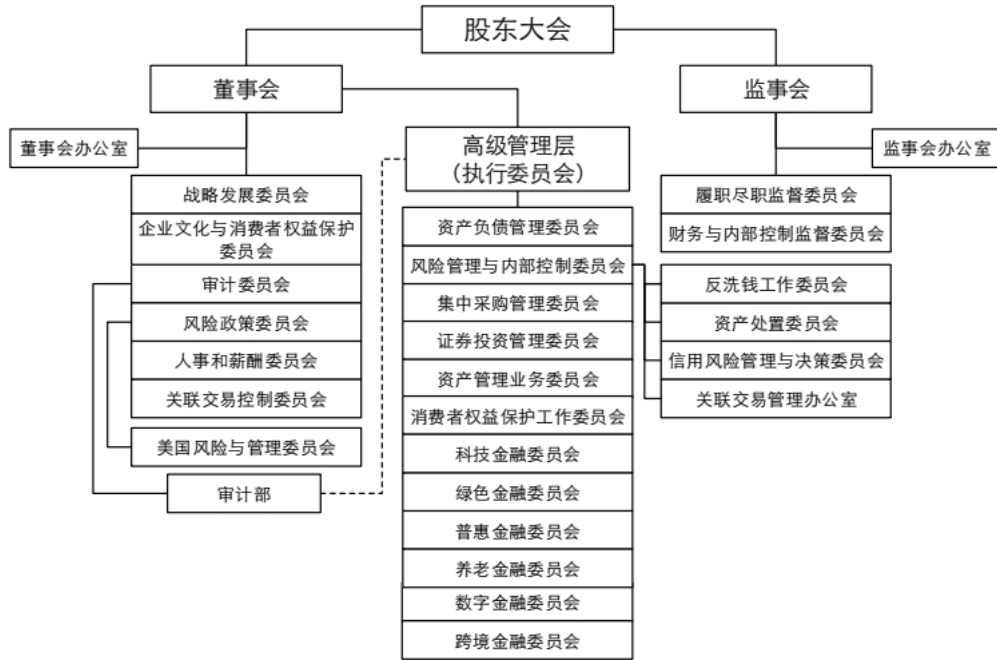 股东大会
董事会
监事会
董事会办公室
高级管理层
（执行委员会）
监事会办公室
战略发展委员会
企业文化与消费者权益保护
委员会
审计委员会
风险政策委员会
人事和薪酬委员会
关联交易控制委员会
美国风险与管理委员会
审计部
资产负债管理委员会
风险管理与内部控制委员会
集中采购管理委员会
证券投资管理委员会
资产管理业务委员会
消费者权益保护工作委员会
科技金融委员会
绿色金融委员会
普惠金融委员会
养老金融委员会
数字金融委员会
跨境金融委员会
履职尽职监督委员会
财务与内部控制监督委员会
反洗钱工作委员会
资产处置委员会
信用风险管理与决策委员会
关联交易管理办公室